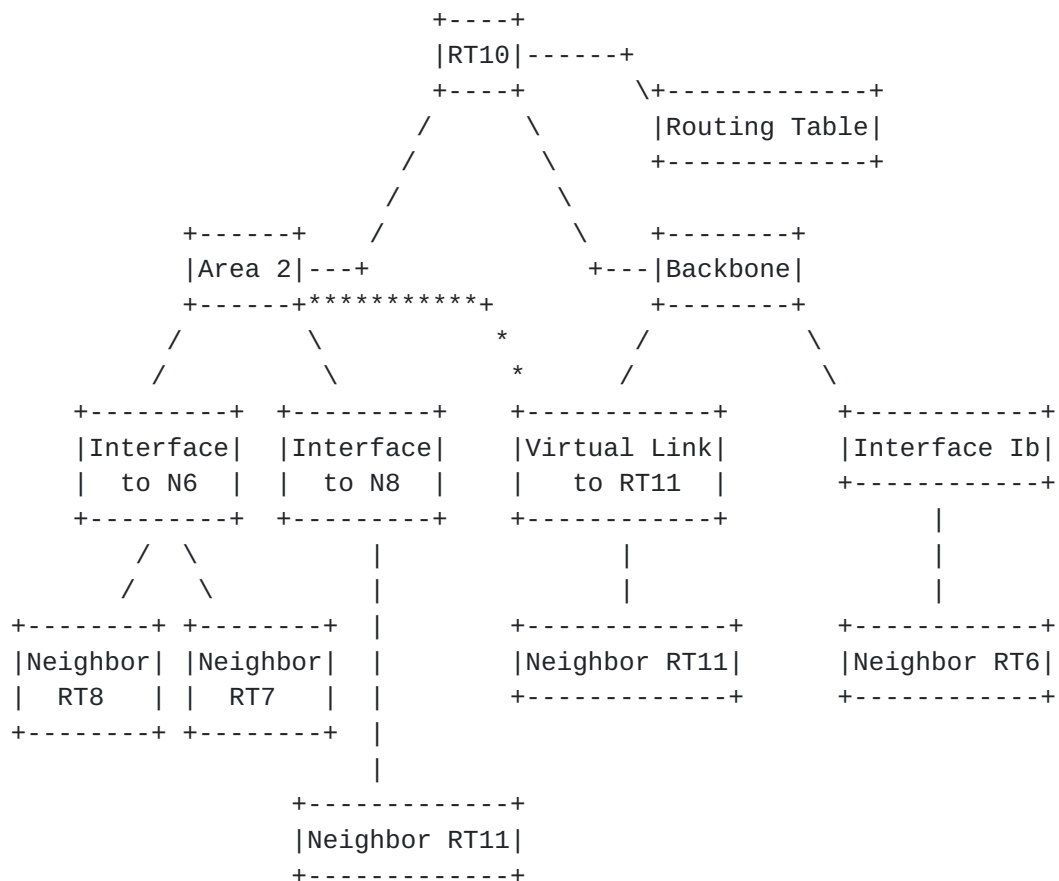 RT10
Routing Table
Area 2
Backbone
Interface to N6
Interface to N8
Virtual Link to RT11
Interface Ib
Neighbor RT8
Neighbor RT7
Neighbor RT11
Neighbor RT6
Neighbor RT11